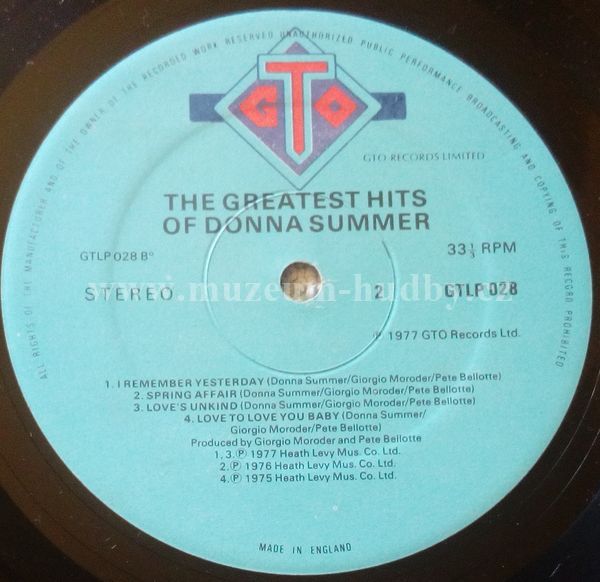 ALL RIGHTS OF THE MANUFACTURER AND OF THE OWNER OF THE RECORDED WORK RESERVED UNAUTHORIZED PUBLIC PERFORMANCE BROADCASTING AND COPYING OF THIS RECORD PROHIBITED
GTO
GTO RECORDS LIMITED
THE GREATEST HITS
OF DONNA SUMMER
GTLP 028 B°
33⅓ RPM
STEREO
2
GTLP 028
www.muzeum-hudby.cz
℗ 1977 GTO Records Ltd.
1. I REMEMBER YESTERDAY (Donna Summer/Giorgio Moroder/Pete Bellotte)
2. SPRING AFFAIR (Donna Summer/Giorgio Moroder/Pete Bellotte)
3. LOVE'S UNKIND (Donna Summer/Giorgio Moroder/Pete Bellotte)
4. LOVE TO LOVE YOU BABY (Donna Summer/
Giorgio Moroder/Pete Bellotte)
Produced by Giorgio Moroder and Pete Bellotte
1. 3. ℗ 1977 Heath Levy Mus. Co. Ltd.
2. ℗ 1976 Heath Levy Mus. Co. Ltd.
4. ℗ 1975 Heath Levy Mus. Co. Ltd.
MADE IN ENGLAND